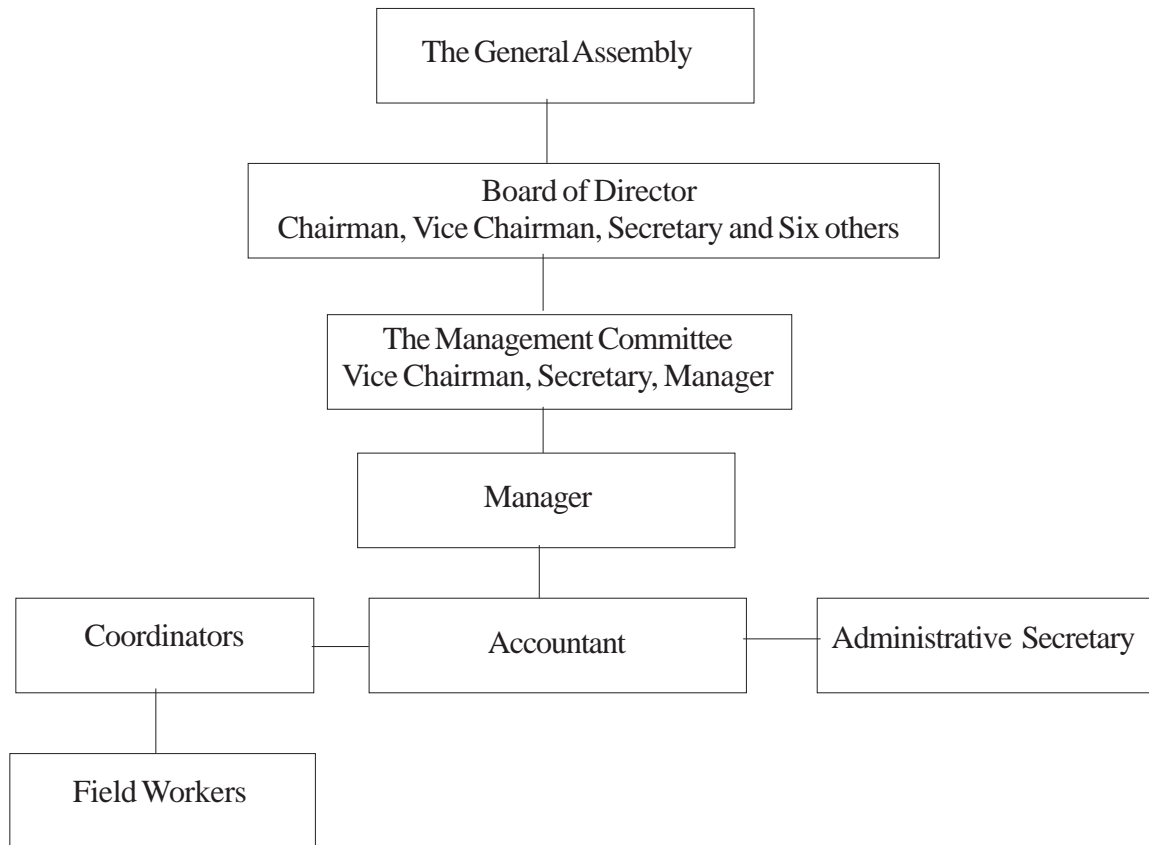 The General Assembly
Board of Director
Chairman, Vice Chairman, Secretary and Six others
The Management Committee
Vice Chairman, Secretary, Manager
Manager
Coordinators
Accountant
Administrative Secretary
Field Workers